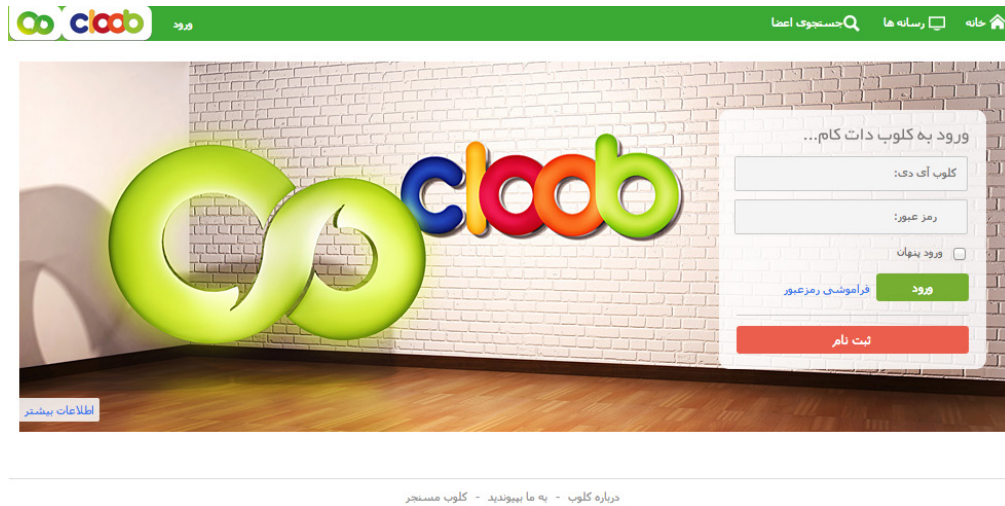 خانه
رسانه ها
جستجوی اعضا
ورود
cloob
cloob
ورود به کلوب دات کام...
کلوب آی دی:
رمز عبور:
ورود پنهان
ورود
فراموشی رمزعبور
ثبت نام
اطلاعات بیشتر
درباره کلوب - به ما بپیوندید - کلوب مسنجر